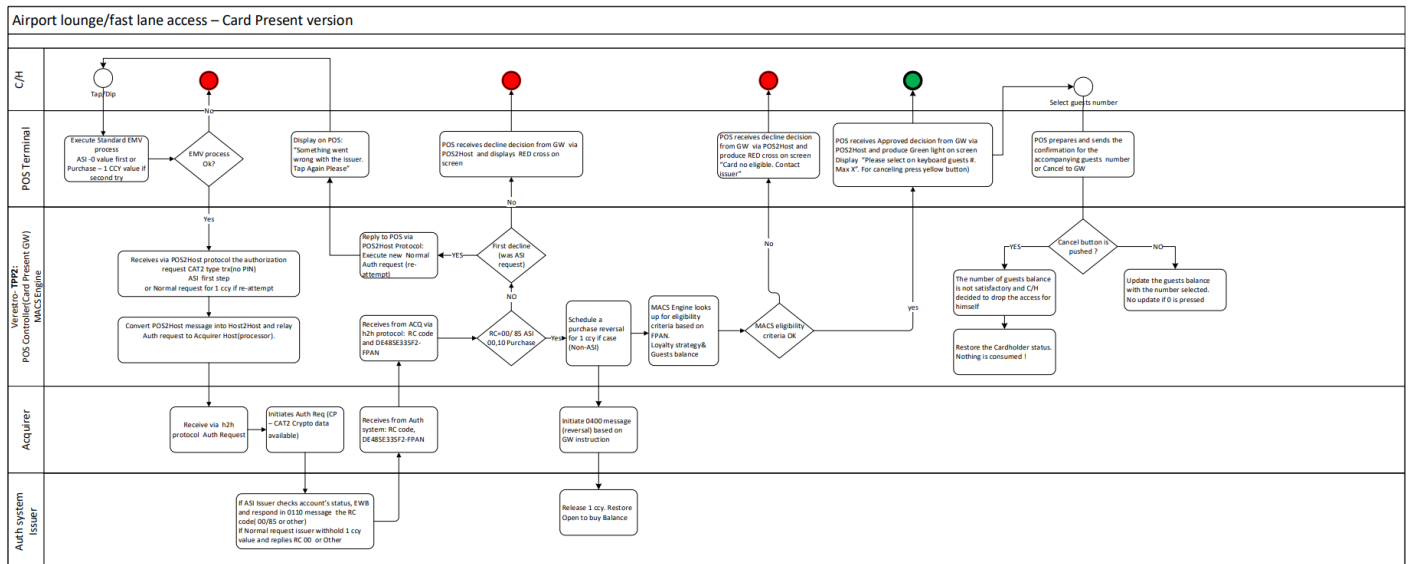 Airport lounge/fast lane access – Card Present version
C/H
Tap/Dip
Select guests number
POS Terminal
Execute Standard EMV
process
ASI -0 value first or
Purchase – 1 CCY value if
second try
No
EMV process
Ok?
Display on POS:
"Something went
wrong with the issuer.
Tap Again Please"
POS receives decline decision from GW via
POS2Host and displays RED cross on
screen
POS receives decline decision
from GW via POS2Host and
produce RED cross on screen
"Card no eligible. Contact
issuer"
POS receives Approved decision from GW via
POS2Host and produce Green light on screen
Display "Please select on keyboard guests #.
Max X". For canceling press yellow button)
POS prepares and sends the
confirmation for the
accompanying guests number
or Cancel to GW
Verestro- TPP2:
POS Controller(Card Present GW)
MACS Engine
Yes
Receives via POS2Host protocol the authorization
request CAT2 type trx(no PIN)
ASI first step
or Normal request for 1 ccy if re-attempt
Convert POS2Host message into Host2Host and relay
Auth request to Acquirer Host(processor).
Reply to POS via
POS2Host Protocol:
Execute new Normal
Auth request (re-
attempt)
YES
No
First decline
(was ASI
request)
NO
Receives from ACQ via
h2h protocol: RC code
and DE48SE33SF2-
FPAN
RC=00/ 85 ASI
,00,10 Purchase
Yes
Schedule a
purchase reversal
for 1 ccy if case
(Non-ASI)
MACS Engine looks
up for eligibility
criteria based on
FPAN.
Loyalty strategy&
Guests balance
No
MACS eligibility
criteria OK
yes
Cancel button is
pushed ?
YES
NO
The number of guests balance
is not satisfactory and C/H
decided to drop the access for
himself
Update the guests balance
with the number selected.
No update if 0 is pressed
Restore the Cardholder status.
Nothing is consumed !
Acquirer
Receive via h2h
protocol Auth Request
Initiates Auth Req (CP
– CAT2 Crypto data
available)
Receives from Auth
system: RC code,
DE48SE33SF2-FPAN
Initiate 0400 message
(reversal) based on
GW instruction
Auth system
Issuer
If ASI Issuer checks account's status, EWB
and respond in 0110 message the RC
code( 00/85 or other)
If Normal request issuer withhold 1 ccy
value and replies RC 00 or Other
Release 1 ccy. Restore
Open to buy Balance